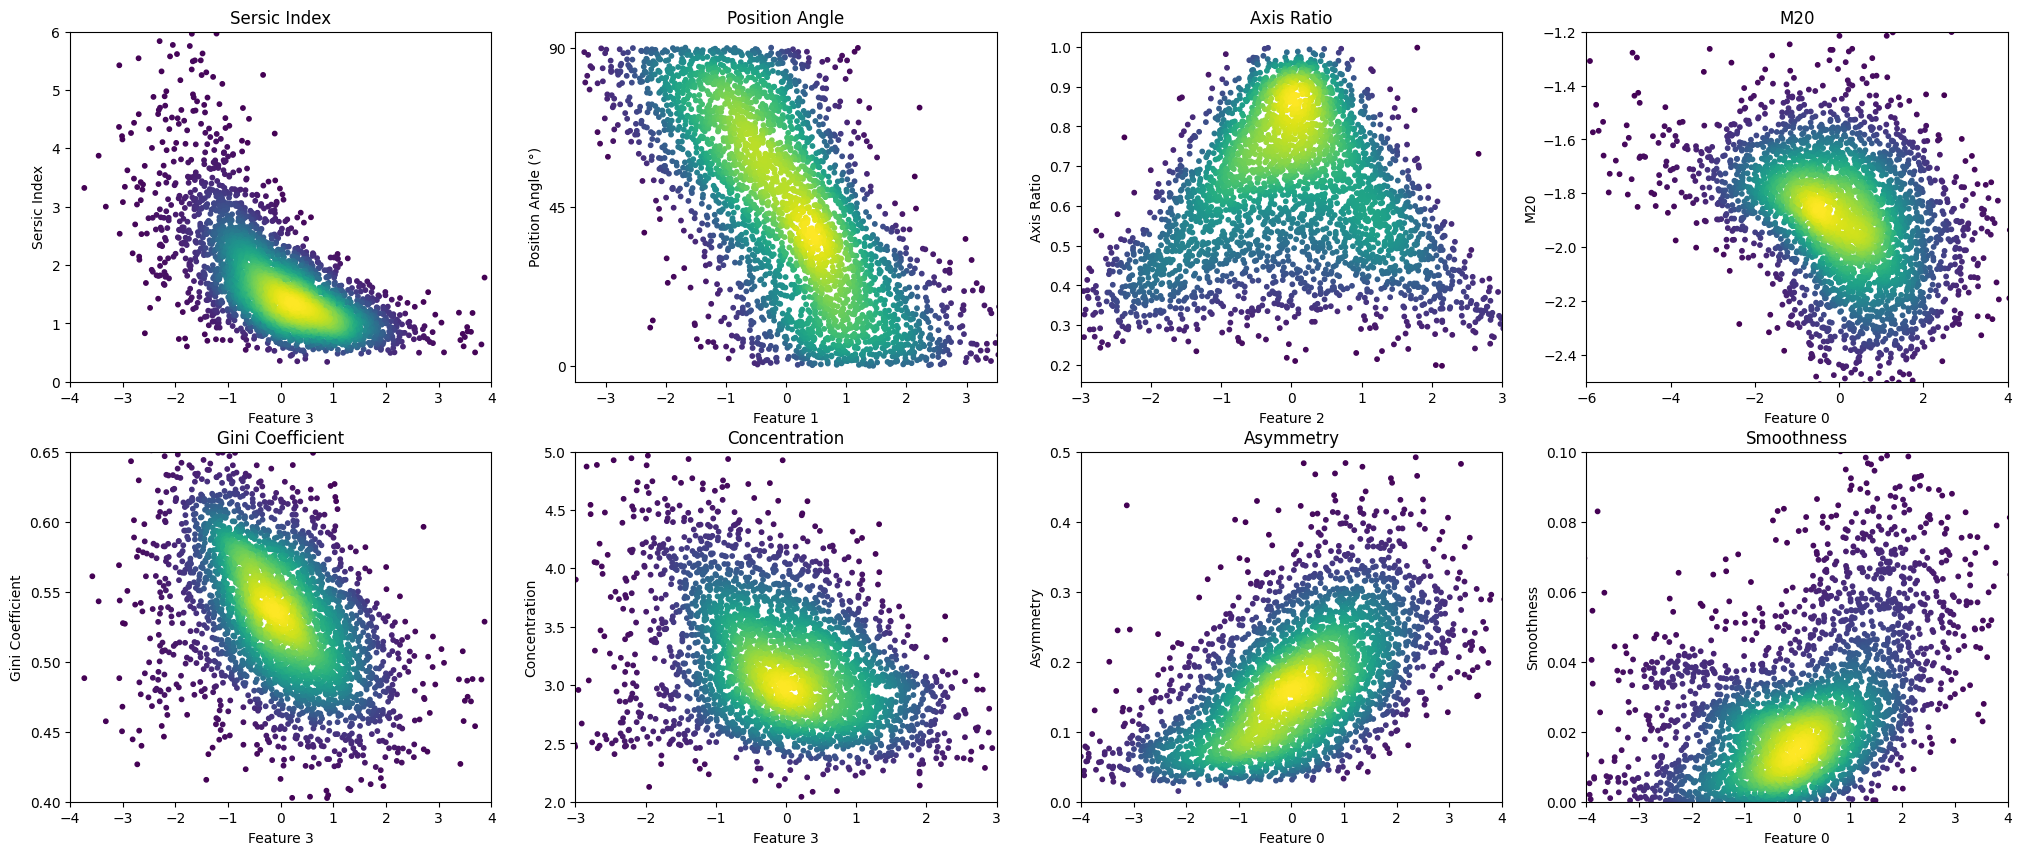 Sersic Index
Sersic Index
6
5
4
3
2
1
0
−4 −3 −2 −1 0 1 2 3 4
Feature 3
Position Angle
Position Angle (°)
90
45
0
−3 −2 −1 0 1 2 3
Feature 1
Axis Ratio
Axis Ratio
1.0
0.9
0.8
0.7
0.6
0.5
0.4
0.3
0.2
−3 −2 −1 0 1 2 3
Feature 2
M20
M20
−1.2
−1.4
−1.6
−1.8
−2.0
−2.2
−2.4
−6 −4 −2 0 2 4
Feature 0
Gini Coefficient
Gini Coefficient
0.65
0.60
0.55
0.50
0.45
0.40
−4 −3 −2 −1 0 1 2 3 4
Feature 3
Concentration
Concentration
5.0
4.5
4.0
3.5
3.0
2.5
2.0
−3 −2 −1 0 1 2 3
Feature 3
Asymmetry
Asymmetry
0.5
0.4
0.3
0.2
0.1
0.0
−4 −3 −2 −1 0 1 2 3 4
Feature 0
Smoothness
Smoothness
0.10
0.08
0.06
0.04
0.02
0.00
−4 −3 −2 −1 0 1 2 3 4
Feature 0